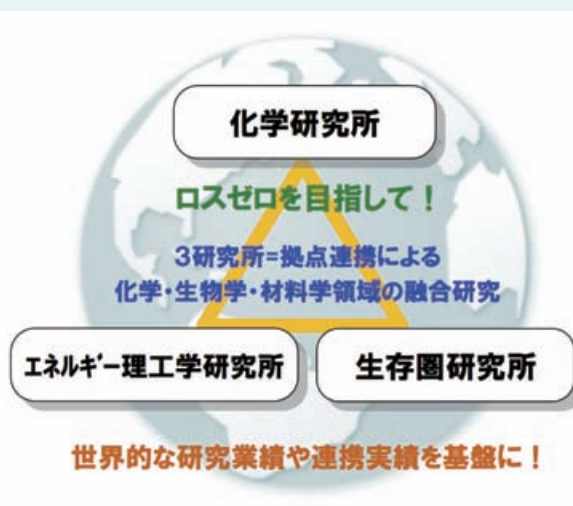 化学研究所
ロスゼロを目指して!
3研究所=拠点連携による
化学・生物学・材料学領域の融合研究
エネルギー理工学研究所
生存圏研究所
世界的な研究業績や連携実績を基盤に!